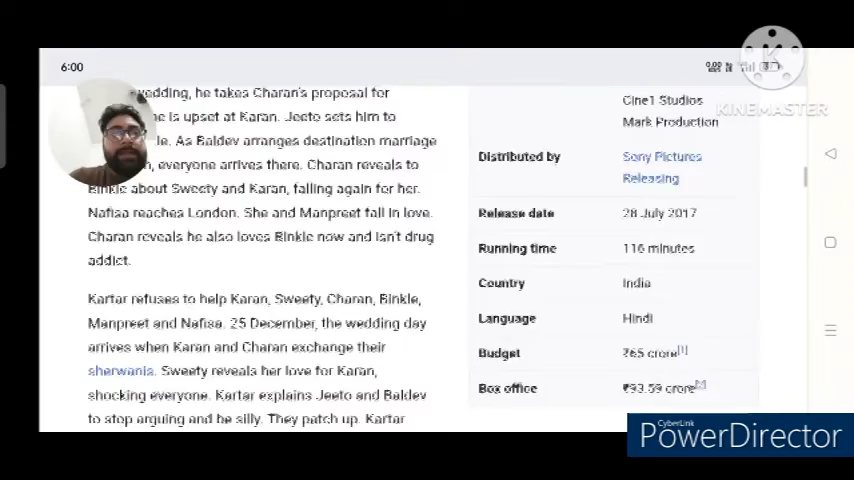 6:00
KINEMASTER
wedding, he takes Charan's proposal for
is upset at Karan. Jeeto sets him to
As Baldev arranges destination marriage
everyone arrives there. Charan reveals to
Binkle about Sweety and Karan, falling again for her.
Nafisa reaches London. She and Manpreet fall in love.
Charan reveals he also loves Binkle now and isn't drug
addict.
Kartar refuses to help Karan, Sweety, Charan, Binkle,
Manpreet and Nafisa. 25 December, the wedding day
arrives when Karan and Charan exchange their
sherwanis. Sweety reveals her love for Karan,
shocking everyone. Kartar explains Jeeto and Baldev
to stop arguing and be silly. They patch up. Kartar
Cine1 Studios
Mark Production
Distributed by Sony Pictures
Releasing
Release date 28 July 2017
Running time 116 minutes
Country India
Language Hindi
Budget ₹65 crore[1]
Box office ₹93.59 crore
CyberLink
PowerDirector